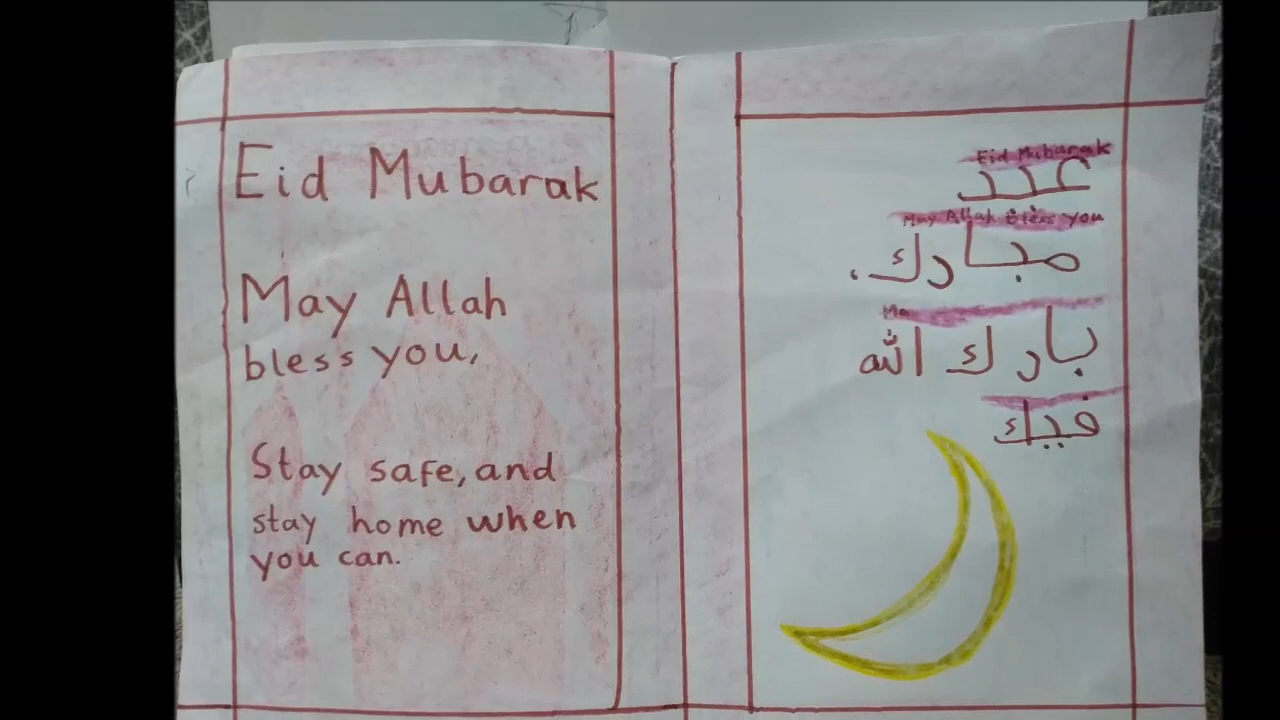 Eid Mubarak
May Allah
bless you,
Stay safe, and
stay home when
you can.
Eid Mubarak
عيد
May Allah bless you
مبارك.
Ma
بارك الله
فيك